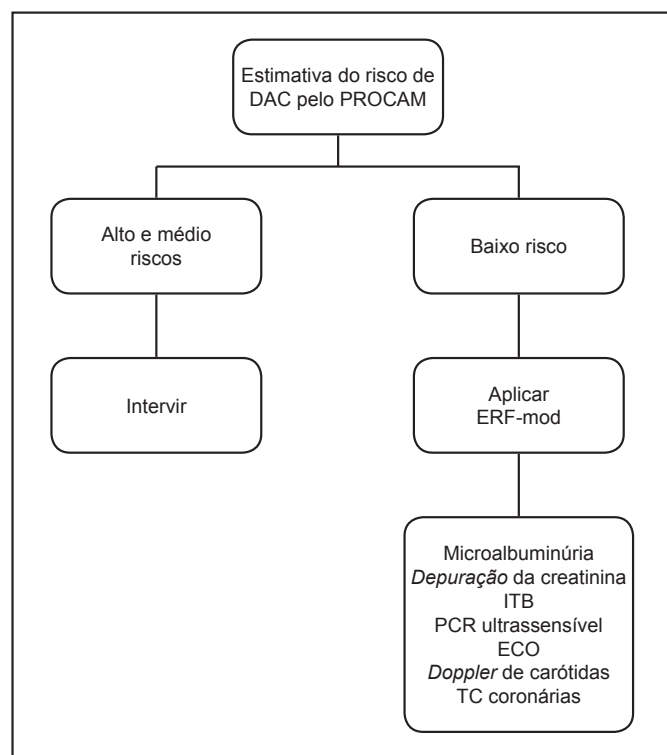 Estimativa do risco de
DAC pelo PROCAM
Alto e médio
riscos
Baixo risco
Intervir
Aplicar
ERF-mod
Microalbuminúria
Depuração da creatinina
ITB
PCR ultrassensível
ECO
Doppler de carótidas
TC coronárias